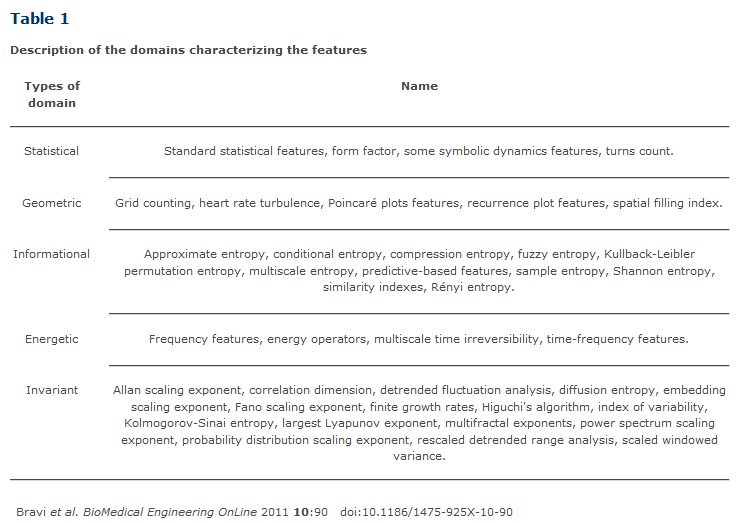 Table 1
Description of the domains characterizing the features
Types of domain
Name
Statistical
Standard statistical features, form factor, some symbolic dynamics features, turns count.
Geometric
Grid counting, heart rate turbulence, Poincaré plots features, recurrence plot features, spatial filling index.
Informational
Approximate entropy, conditional entropy, compression entropy, fuzzy entropy, Kullback-Leibler
permutation entropy, multiscale entropy, predictive-based features, sample entropy, Shannon entropy,
similarity indexes, Rényi entropy.
Energetic
Frequency features, energy operators, multiscale time irreversibility, time-frequency features.
Invariant
Allan scaling exponent, correlation dimension, detrended fluctuation analysis, diffusion entropy, embedding
scaling exponent, Fano scaling exponent, finite growth rates, Higuchi's algorithm, index of variability,
Kolmogorov-Sinai entropy, largest Lyapunov exponent, multifractal exponents, power spectrum scaling
exponent, probability distribution scaling exponent, rescaled detrended range analysis, scaled windowed
variance.
Bravi et al. BioMedical Engineering OnLine 2011 10:90 doi:10.1186/1475-925X-10-90